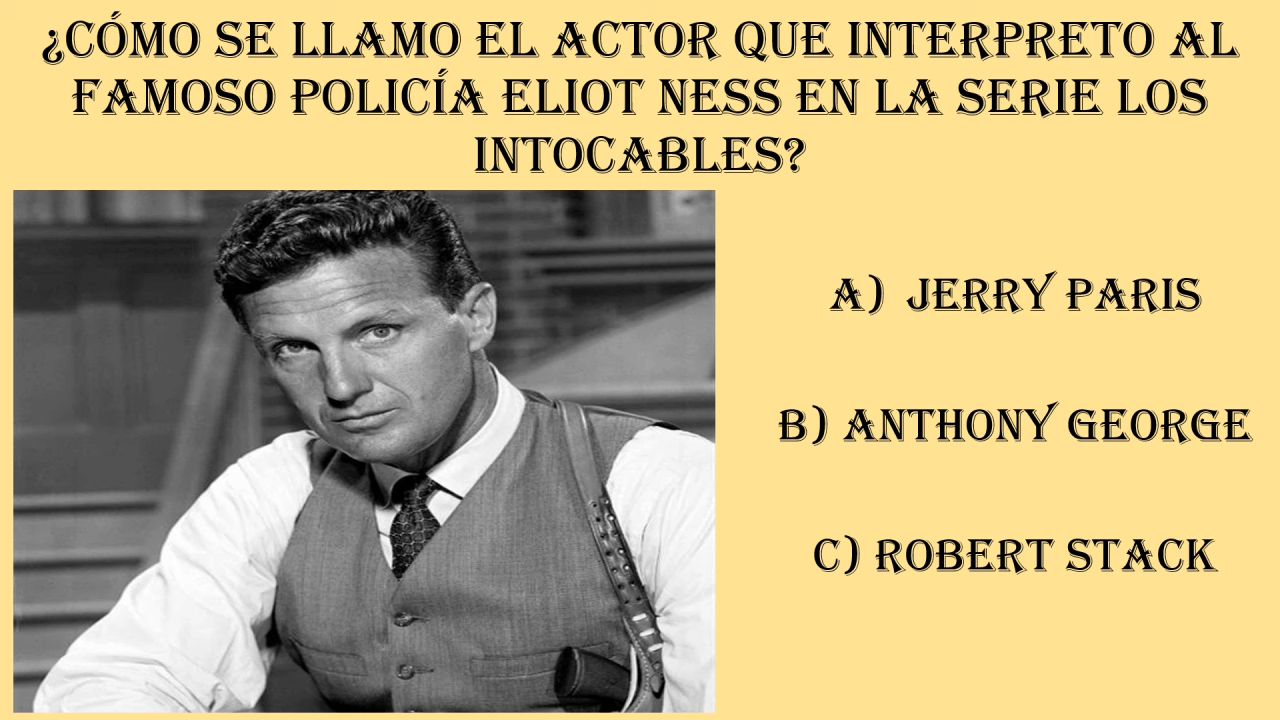 ¿CÓMO SE LLAMO EL ACTOR QUE INTERPRETO AL
FAMOSO POLICÍA ELIOT NESS EN LA SERIE LOS
INTOCABLES?
A) JERRY PARIS
B) ANTHONY GEORGE
C) ROBERT STACK